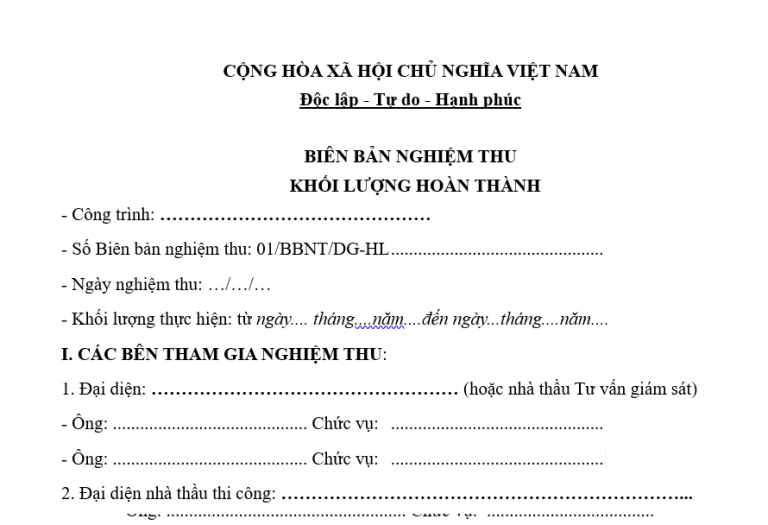 CỘNG HÒA XÃ HỘI CHỦ NGHĨA VIỆT NAM
Độc lập - Tự do - Hạnh phúc
BIÊN BẢN NGHIỆM THU
KHỐI LƯỢNG HOÀN THÀNH
- Công trình: ………………………………………
- Số Biên bản nghiệm thu: 01/BBNT/DG-HL...............................................
- Ngày nghiệm thu: …/…/…
- Khối lượng thực hiện: từ ngày.... tháng....năm....đến ngày...tháng....năm....
I. CÁC BÊN THAM GIA NGHIỆM THU:
1. Đại diện: …………………………………………… (hoặc nhà thầu Tư vấn giám sát)
- Ông: ........................................... Chức vụ: ...............................................
- Ông: ........................................... Chức vụ: ...............................................
2. Đại diện nhà thầu thi công: …………………………………………………………...
Ông: ..................................................... Chức vụ: .....................................